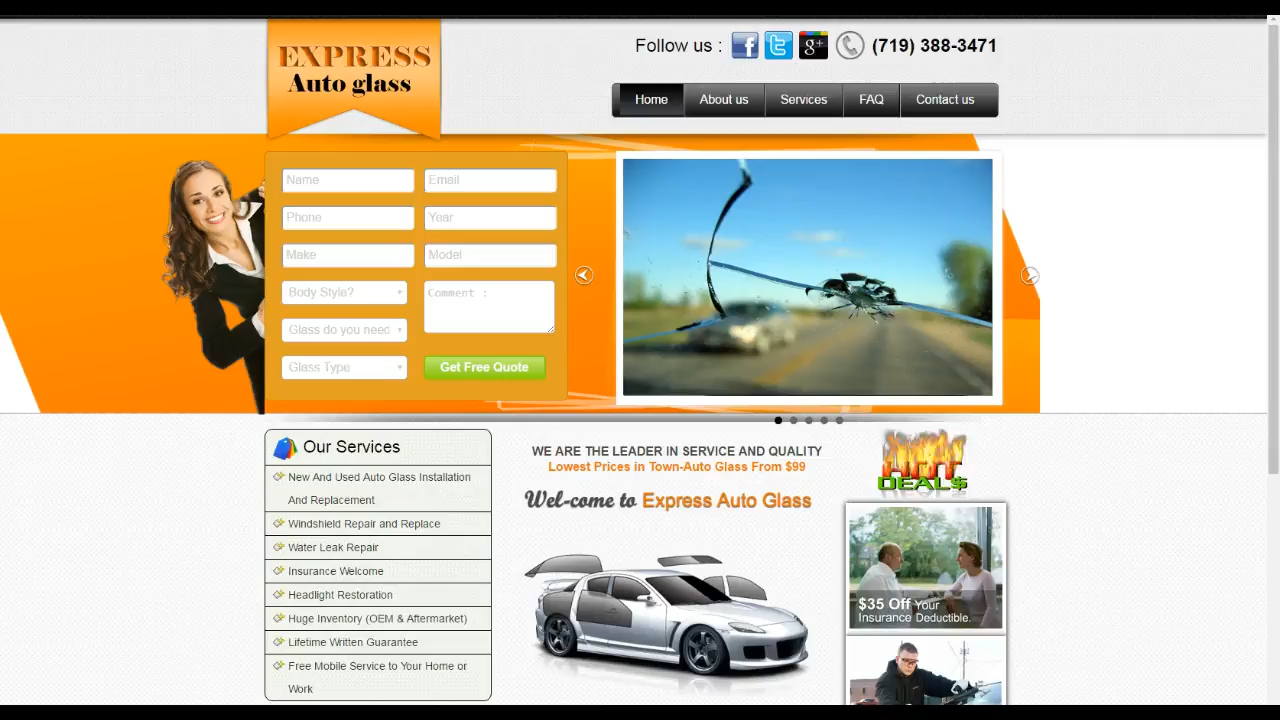 EXPRESS
Auto glass
Follow us :
f
t
g+
(719) 388-3471
Home
About us
Services
FAQ
Contact us
Name
Email
Phone
Year
Make
Model
Body Style?
Comment :
Glass do you need
Glass Type
Get Free Quote
Our Services
New And Used Auto Glass Installation
And Replacement
Windshield Repair and Replace
Water Leak Repair
Insurance Welcome
Headlight Restoration
Huge Inventory (OEM & Aftermarket)
Lifetime Written Guarantee
Free Mobile Service to Your Home or
Work
WE ARE THE LEADER IN SERVICE AND QUALITY
Lowest Prices in Town-Auto Glass From $99
Wel-come to Express Auto Glass
HOT
DEAL$
$35 Off Your
Insurance Deductible.